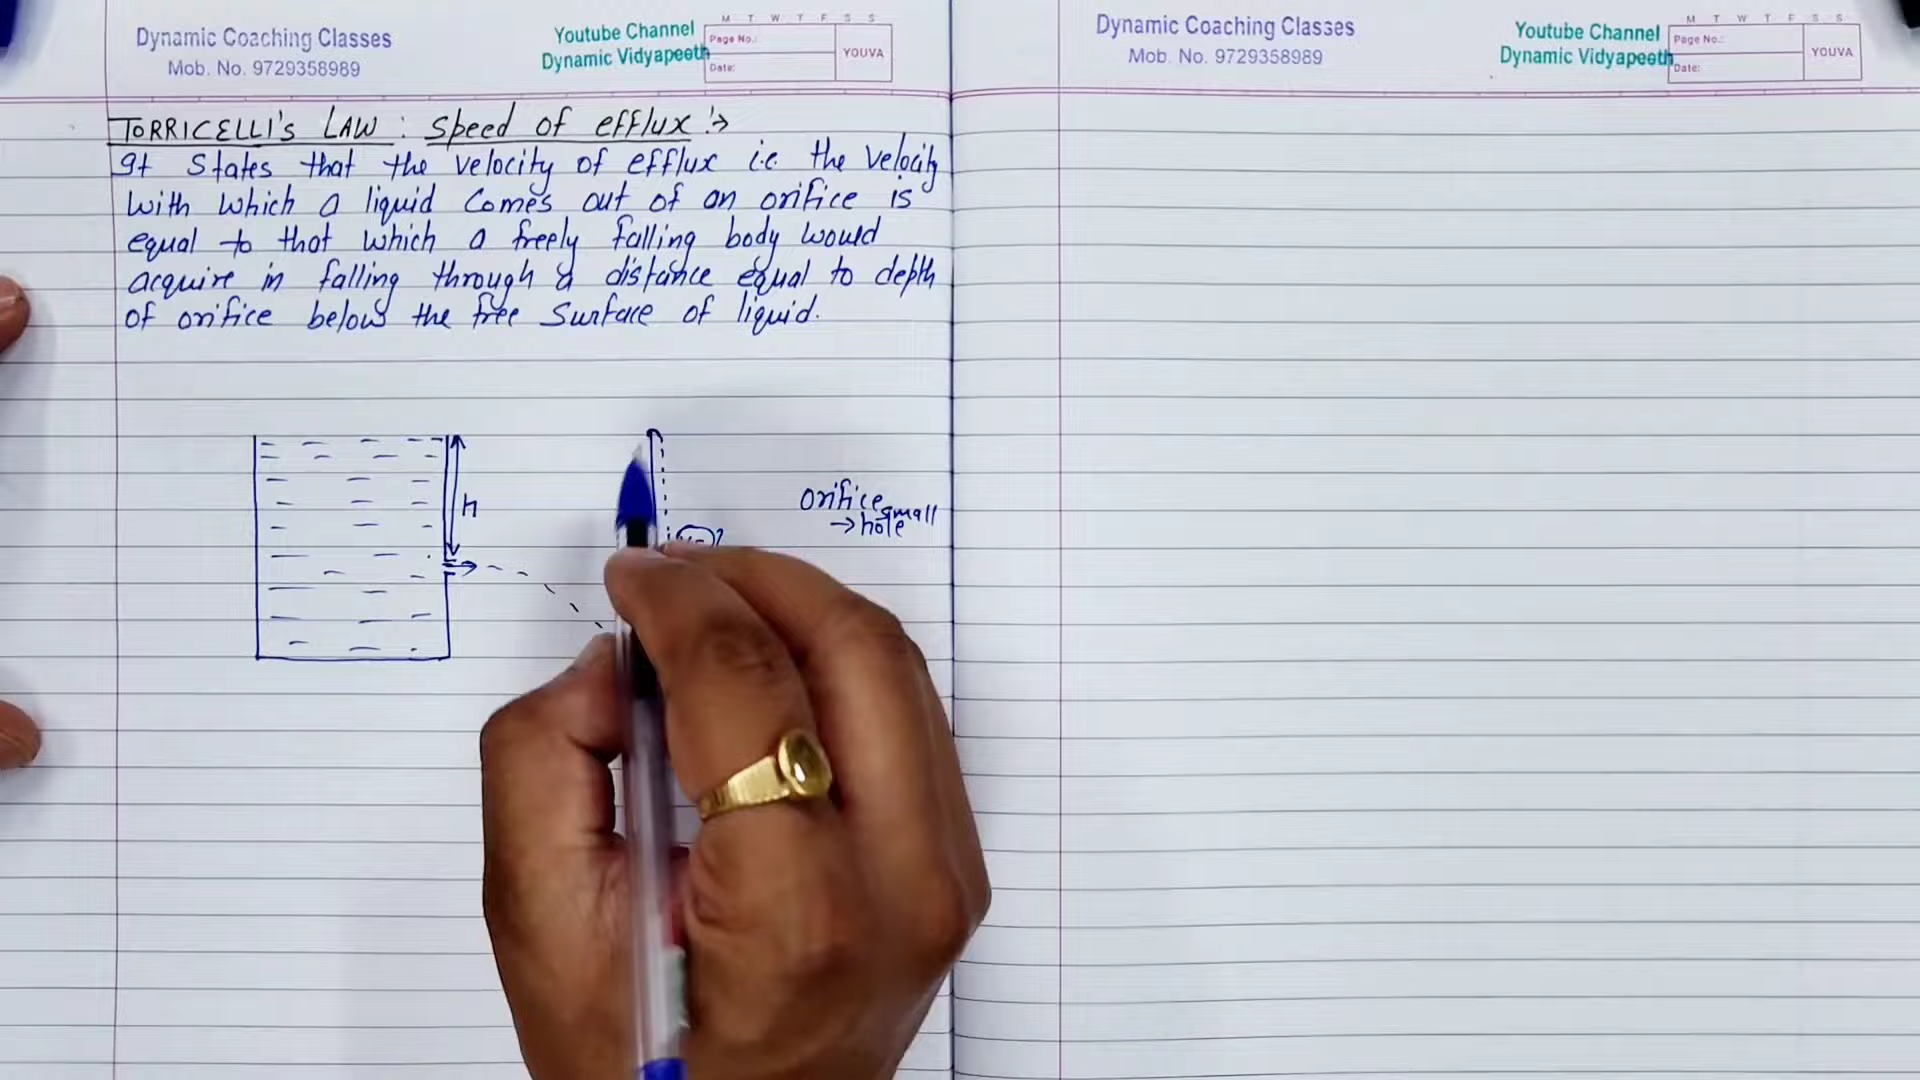 Dynamic Coaching Classes
Mob. No. 9729358989
Youtube Channel
Dynamic Vidyapeeth
M T W T F S S
Page No.:
Date:
YOUVA
TORRICELLI's LAW : Speed of efflux :→
It States that the velocity of efflux i.e. the velocity
with which a liquid Comes out of an orifice is
equal to that which a freely falling body would
acquire in falling through a distance equal to depth
of orifice below the free Surface of liquid.
h
orifice
→ small
hole
Dynamic Coaching Classes
Mob. No. 9729358989
Youtube Channel
Dynamic Vidyapeeth
M T W T F S S
Page No.:
Date:
YOUVA